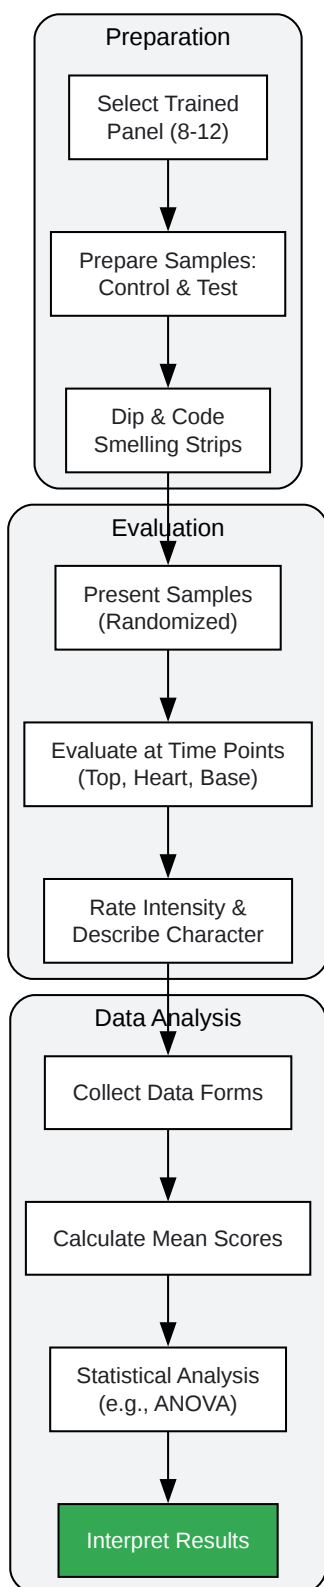 Preparation
Select Trained
Panel (8-12)
Prepare Samples:
Control & Test
Dip & Code
Smelling Strips
Evaluation
Present Samples
(Randomized)
Evaluate at Time Points
(Top, Heart, Base)
Rate Intensity &
Describe Character
Data Analysis
Collect Data Forms
Calculate Mean Scores
Statistical Analysis
(e.g., ANOVA)
Interpret Results